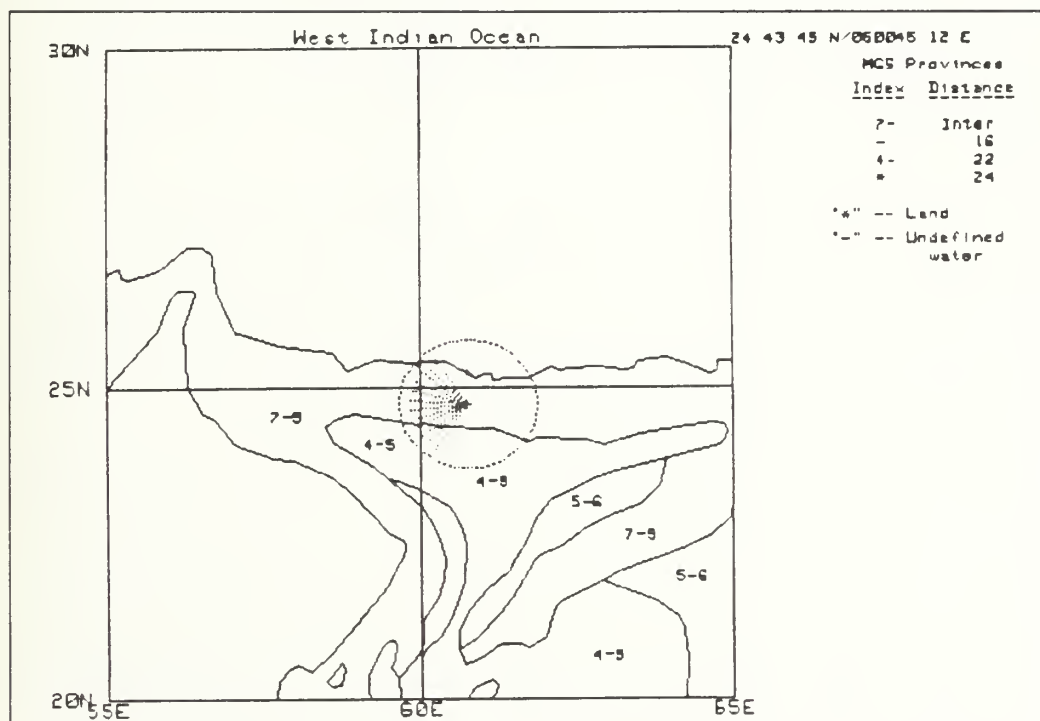 West Indian Ocean
24 43 45 N/060045 12 E
MGS Provinces
Index Distance
7- Inter
- 16
4- 22
* 24
"*" -- Land
"-" -- Undefined
water
30N
25N
20N
55E
60E
65E
7-5
4-5
4-5
5-6
7-5
5-6
4-5